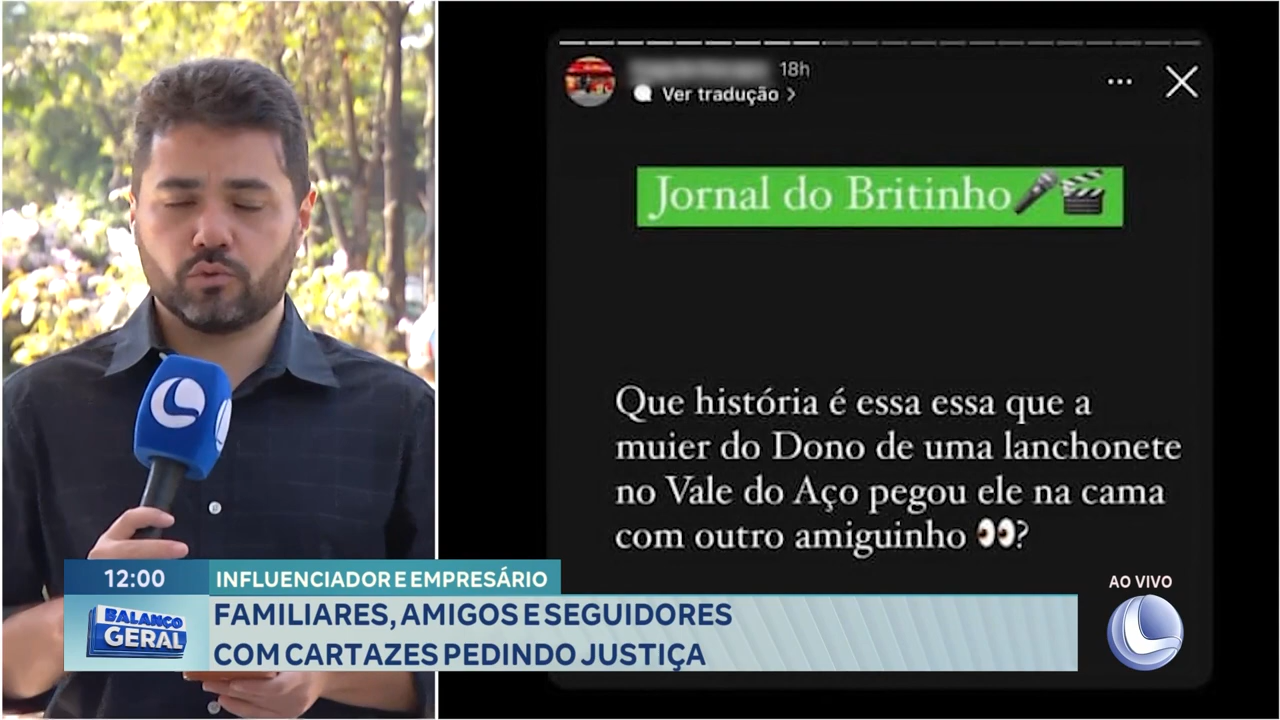 18h
Ver tradução >
Jornal do Britinho🎤🎬
Que história é essa essa que a
muier do Dono de uma lanchonete
no Vale do Aço pegou ele na cama
com outro amiguinho 👀?
12:00
INFLUENCIADOR E EMPRESÁRIO
BALANÇO
GERAL
FAMILIARES, AMIGOS E SEGUIDORES
COM CARTAZES PEDINDO JUSTIÇA
AO VIVO